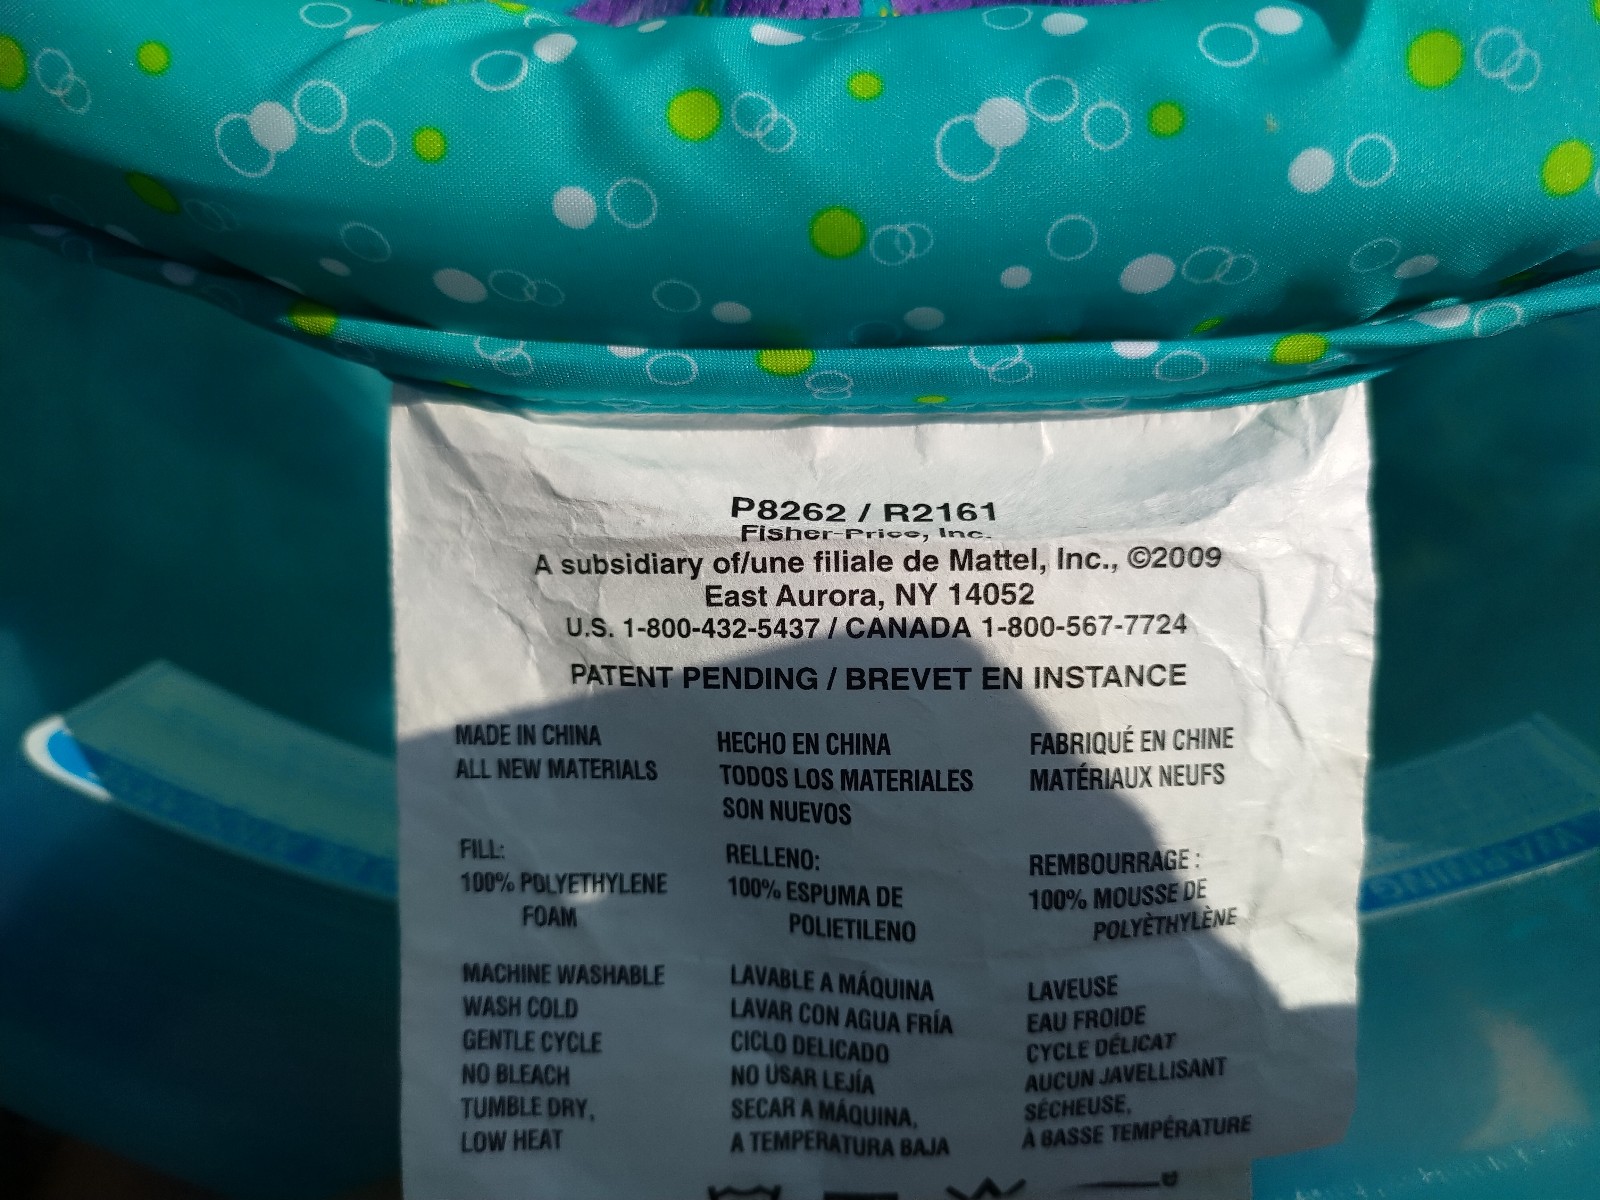 P8262 / R2161
Fisher-Price, Inc.
A subsidiary of/une filiale de Mattel, Inc., ©2009
East Aurora, NY 14052
U.S. 1-800-432-5437 / CANADA 1-800-567-7724
PATENT PENDING / BREVET EN INSTANCE
MADE IN CHINA
ALL NEW MATERIALS
FILL:
100% POLYETHYLENE
FOAM
MACHINE WASHABLE
WASH COLD
GENTLE CYCLE
NO BLEACH
TUMBLE DRY,
LOW HEAT
HECHO EN CHINA
TODOS LOS MATERIALES
SON NUEVOS
RELLENO:
100% ESPUMA DE
POLIETILENO
LAVABLE A MÁQUINA
LAVAR CON AGUA FRÍA
CICLO DELICADO
NO USAR LEJÍA
SECAR A MÁQUINA,
A TEMPERATURA BAJA
FABRIQUÉ EN CHINE
MATÉRIAUX NEUFS
REMBOURRAGE :
100% MOUSSE DE
POLYÈTHYLÈNE
LAVEUSE
EAU FROIDE
CYCLE DÉLICAT
AUCUN JAVELLISANT
SÉCHEUSE,
À BASSE TEMPÉRATURE
WARNING